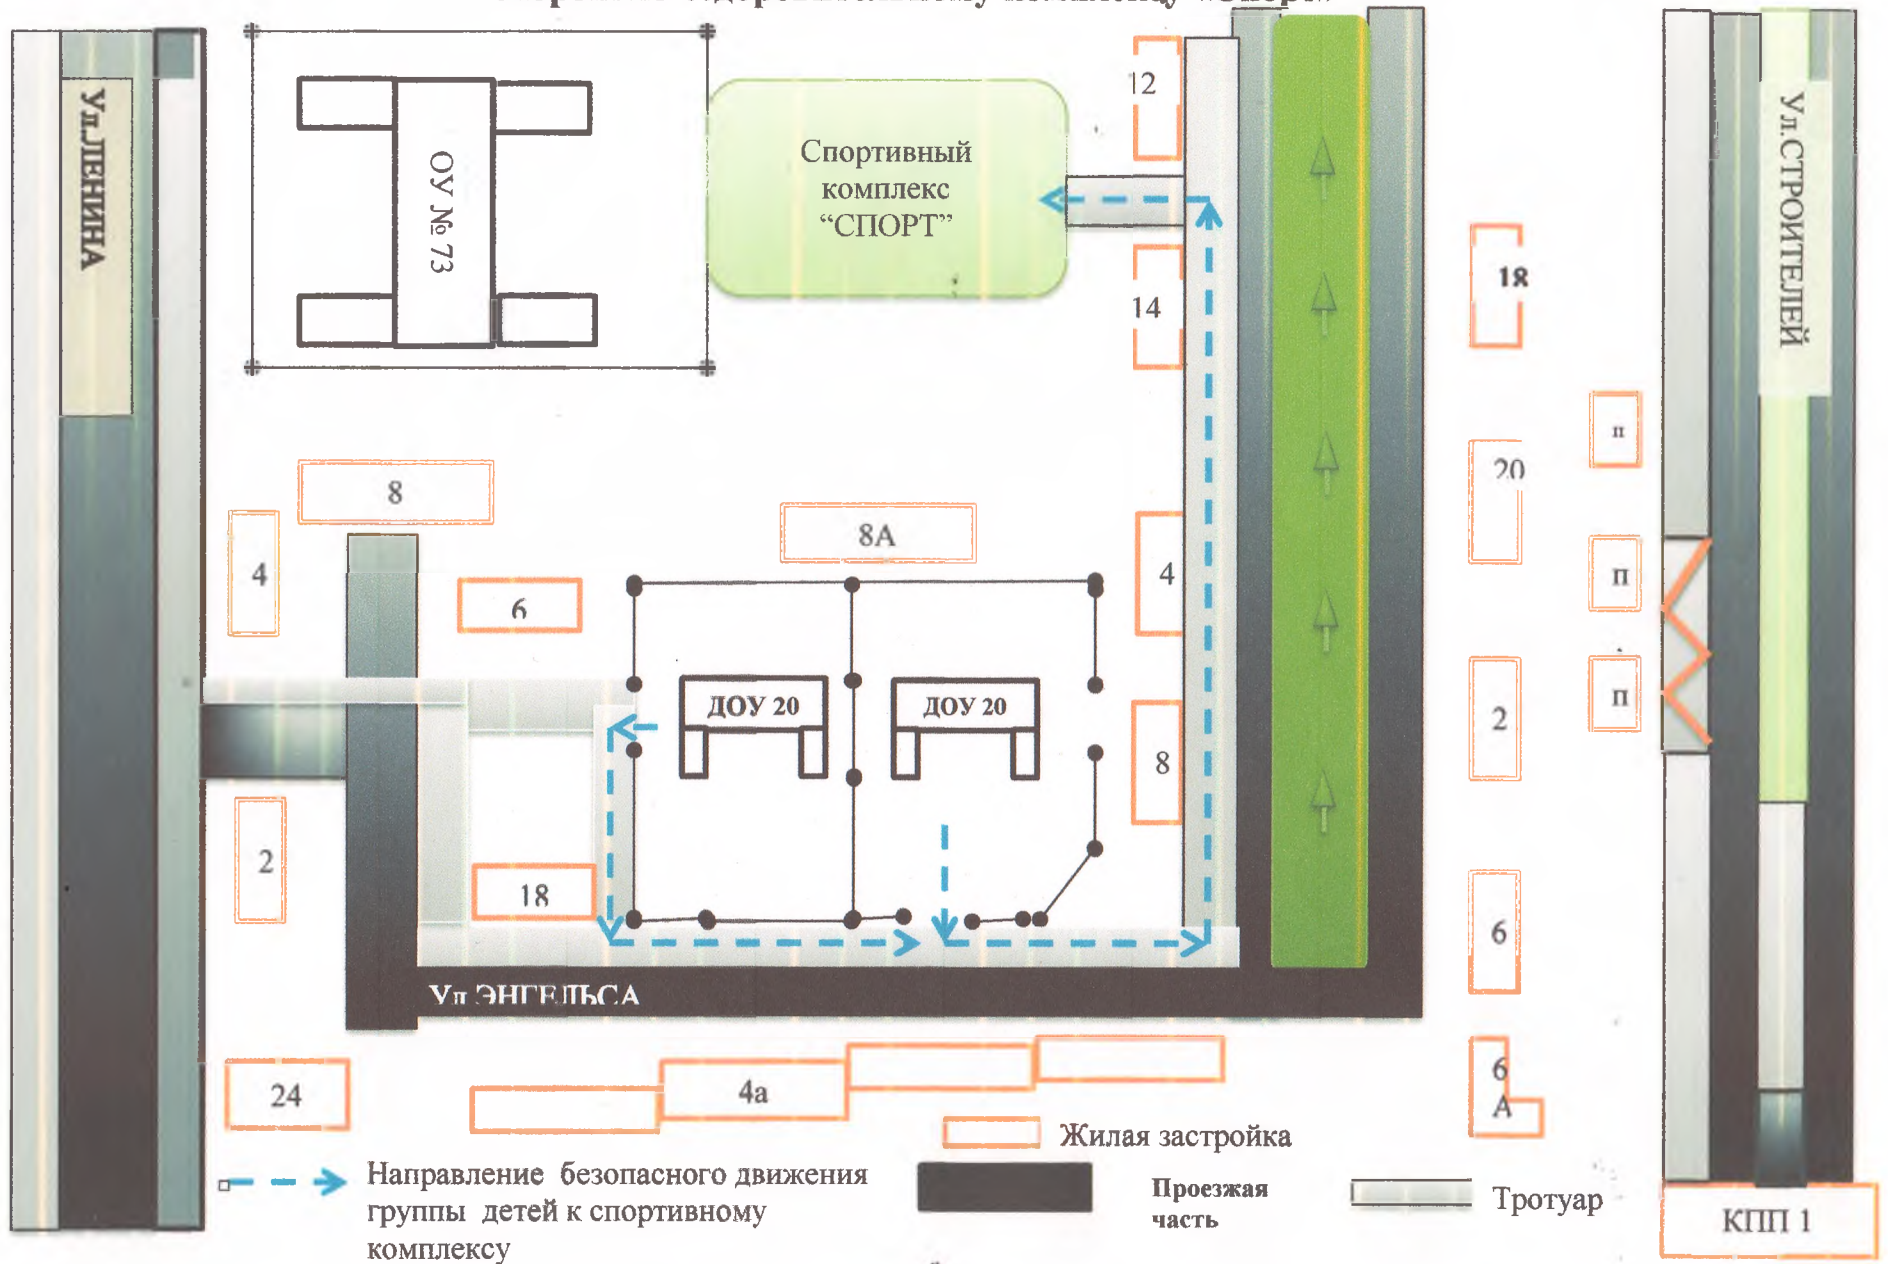 Ул.ЛЕНИНА
ОУ № 73
Спортивный
комплекс
“СПОРТ”
12
14
18
Ул.СТРОИТЕЛЕЙ
п
20
8
8А
4
6
4
П
ДОУ 20
ДОУ 20
8
2
П
2
18
6
Ул ЭНГЕЛЬСА
24
4а
6
А
Жилая застройка
Направление безопасного движения
группы детей к спортивному
комплексу
Проезжая
часть
Тротуар
КПП 1